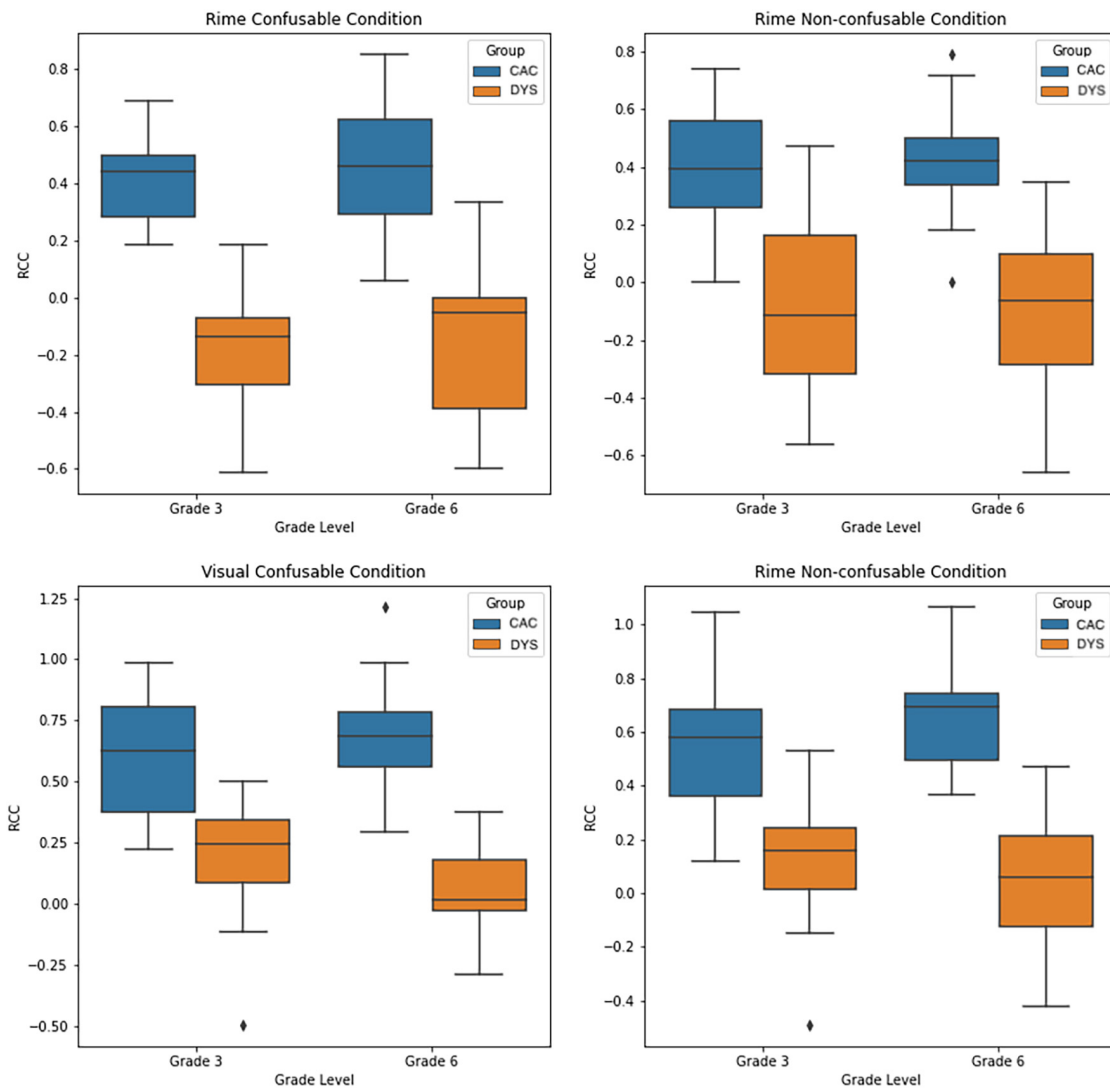 Rime Confusable Condition
Group
CAC
DYS
0.8
0.6
0.4
0.2
0.0
−0.2
−0.4
−0.6
RCC
Grade 3
Grade 6
Grade Level
Rime Non-confusable Condition
Group
CAC
DYS
0.8
0.6
0.4
0.2
0.0
−0.2
−0.4
−0.6
RCC
Grade 3
Grade 6
Grade Level
Visual Confusable Condition
Group
CAC
DYS
1.25
1.00
0.75
0.50
0.25
0.00
−0.25
−0.50
RCC
Grade 3
Grade 6
Grade Level
Rime Non-confusable Condition
Group
CAC
DYS
1.0
0.8
0.6
0.4
0.2
0.0
−0.2
−0.4
RCC
Grade 3
Grade 6
Grade Level